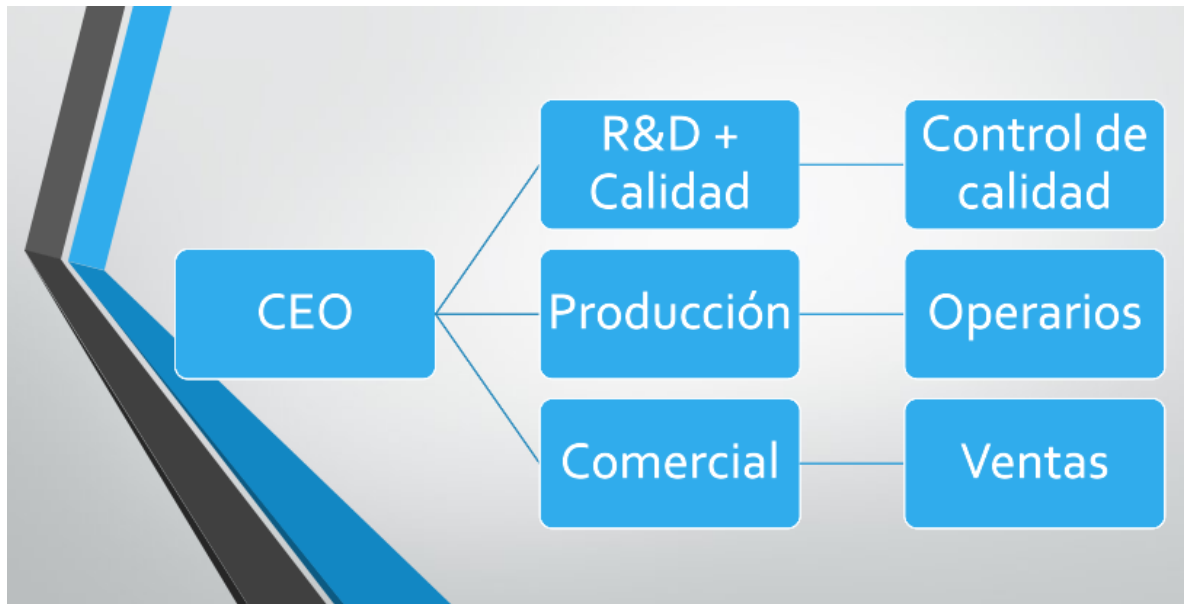 CEO
R&D +
Calidad
Control de
calidad
Producción
Operarios
Comercial
Ventas